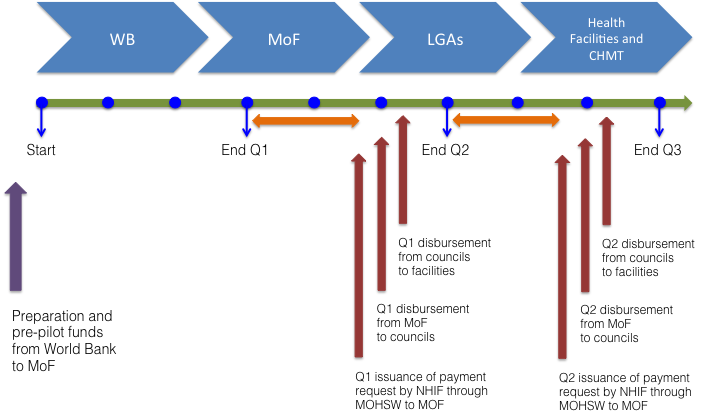 WB
MoF
LGAs
Health
Facilities and
CHMT
Start
End Q1
End Q2
End Q3
Preparation and
pre-pilot funds
from World Bank
to MoF
Q1 disbursement
from councils
to facilities
Q1 disbursement
from MoF
to councils
Q1 issuance of payment
request by NHIF through
MOHSW to MOF
Q2 disbursement
from councils
to facilities
Q2 disbursement
from MoF
to councils
Q2 issuance of payment
request by NHIF through
MOHSW to MOF